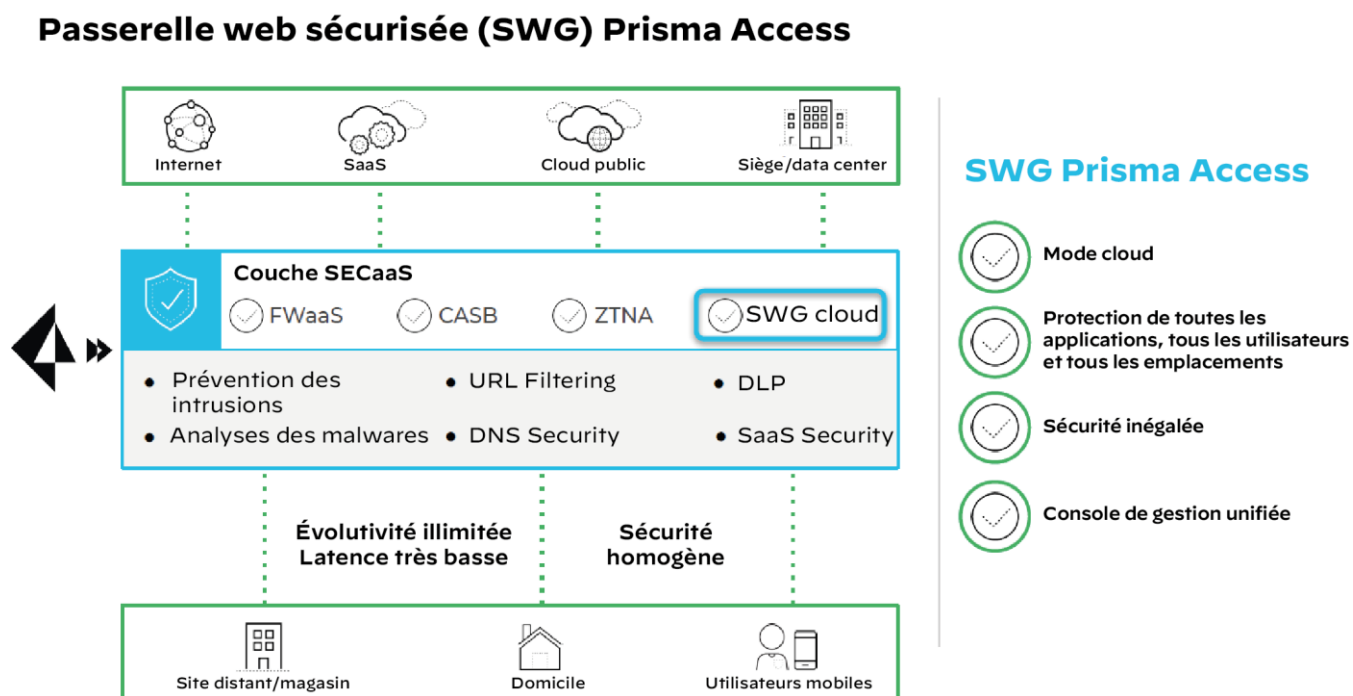 Passerelle web sécurisée (SWG) Prisma Access
Internet
SaaS
Cloud public
Siège/data center
Couche SECaaS
FWaaS
CASB
ZTNA
SWG cloud
• Prévention des
intrusions
• URL Filtering
• DLP
• Analyses des malwares
• DNS Security
• SaaS Security
Évolutivité illimitée
Latence très basse
Sécurité
homogène
Site distant/magasin
Domicile
Utilisateurs mobiles
SWG Prisma Access
Mode cloud
Protection de toutes les
applications, tous les utilisateurs
et tous les emplacements
Sécurité inégalée
Console de gestion unifiée